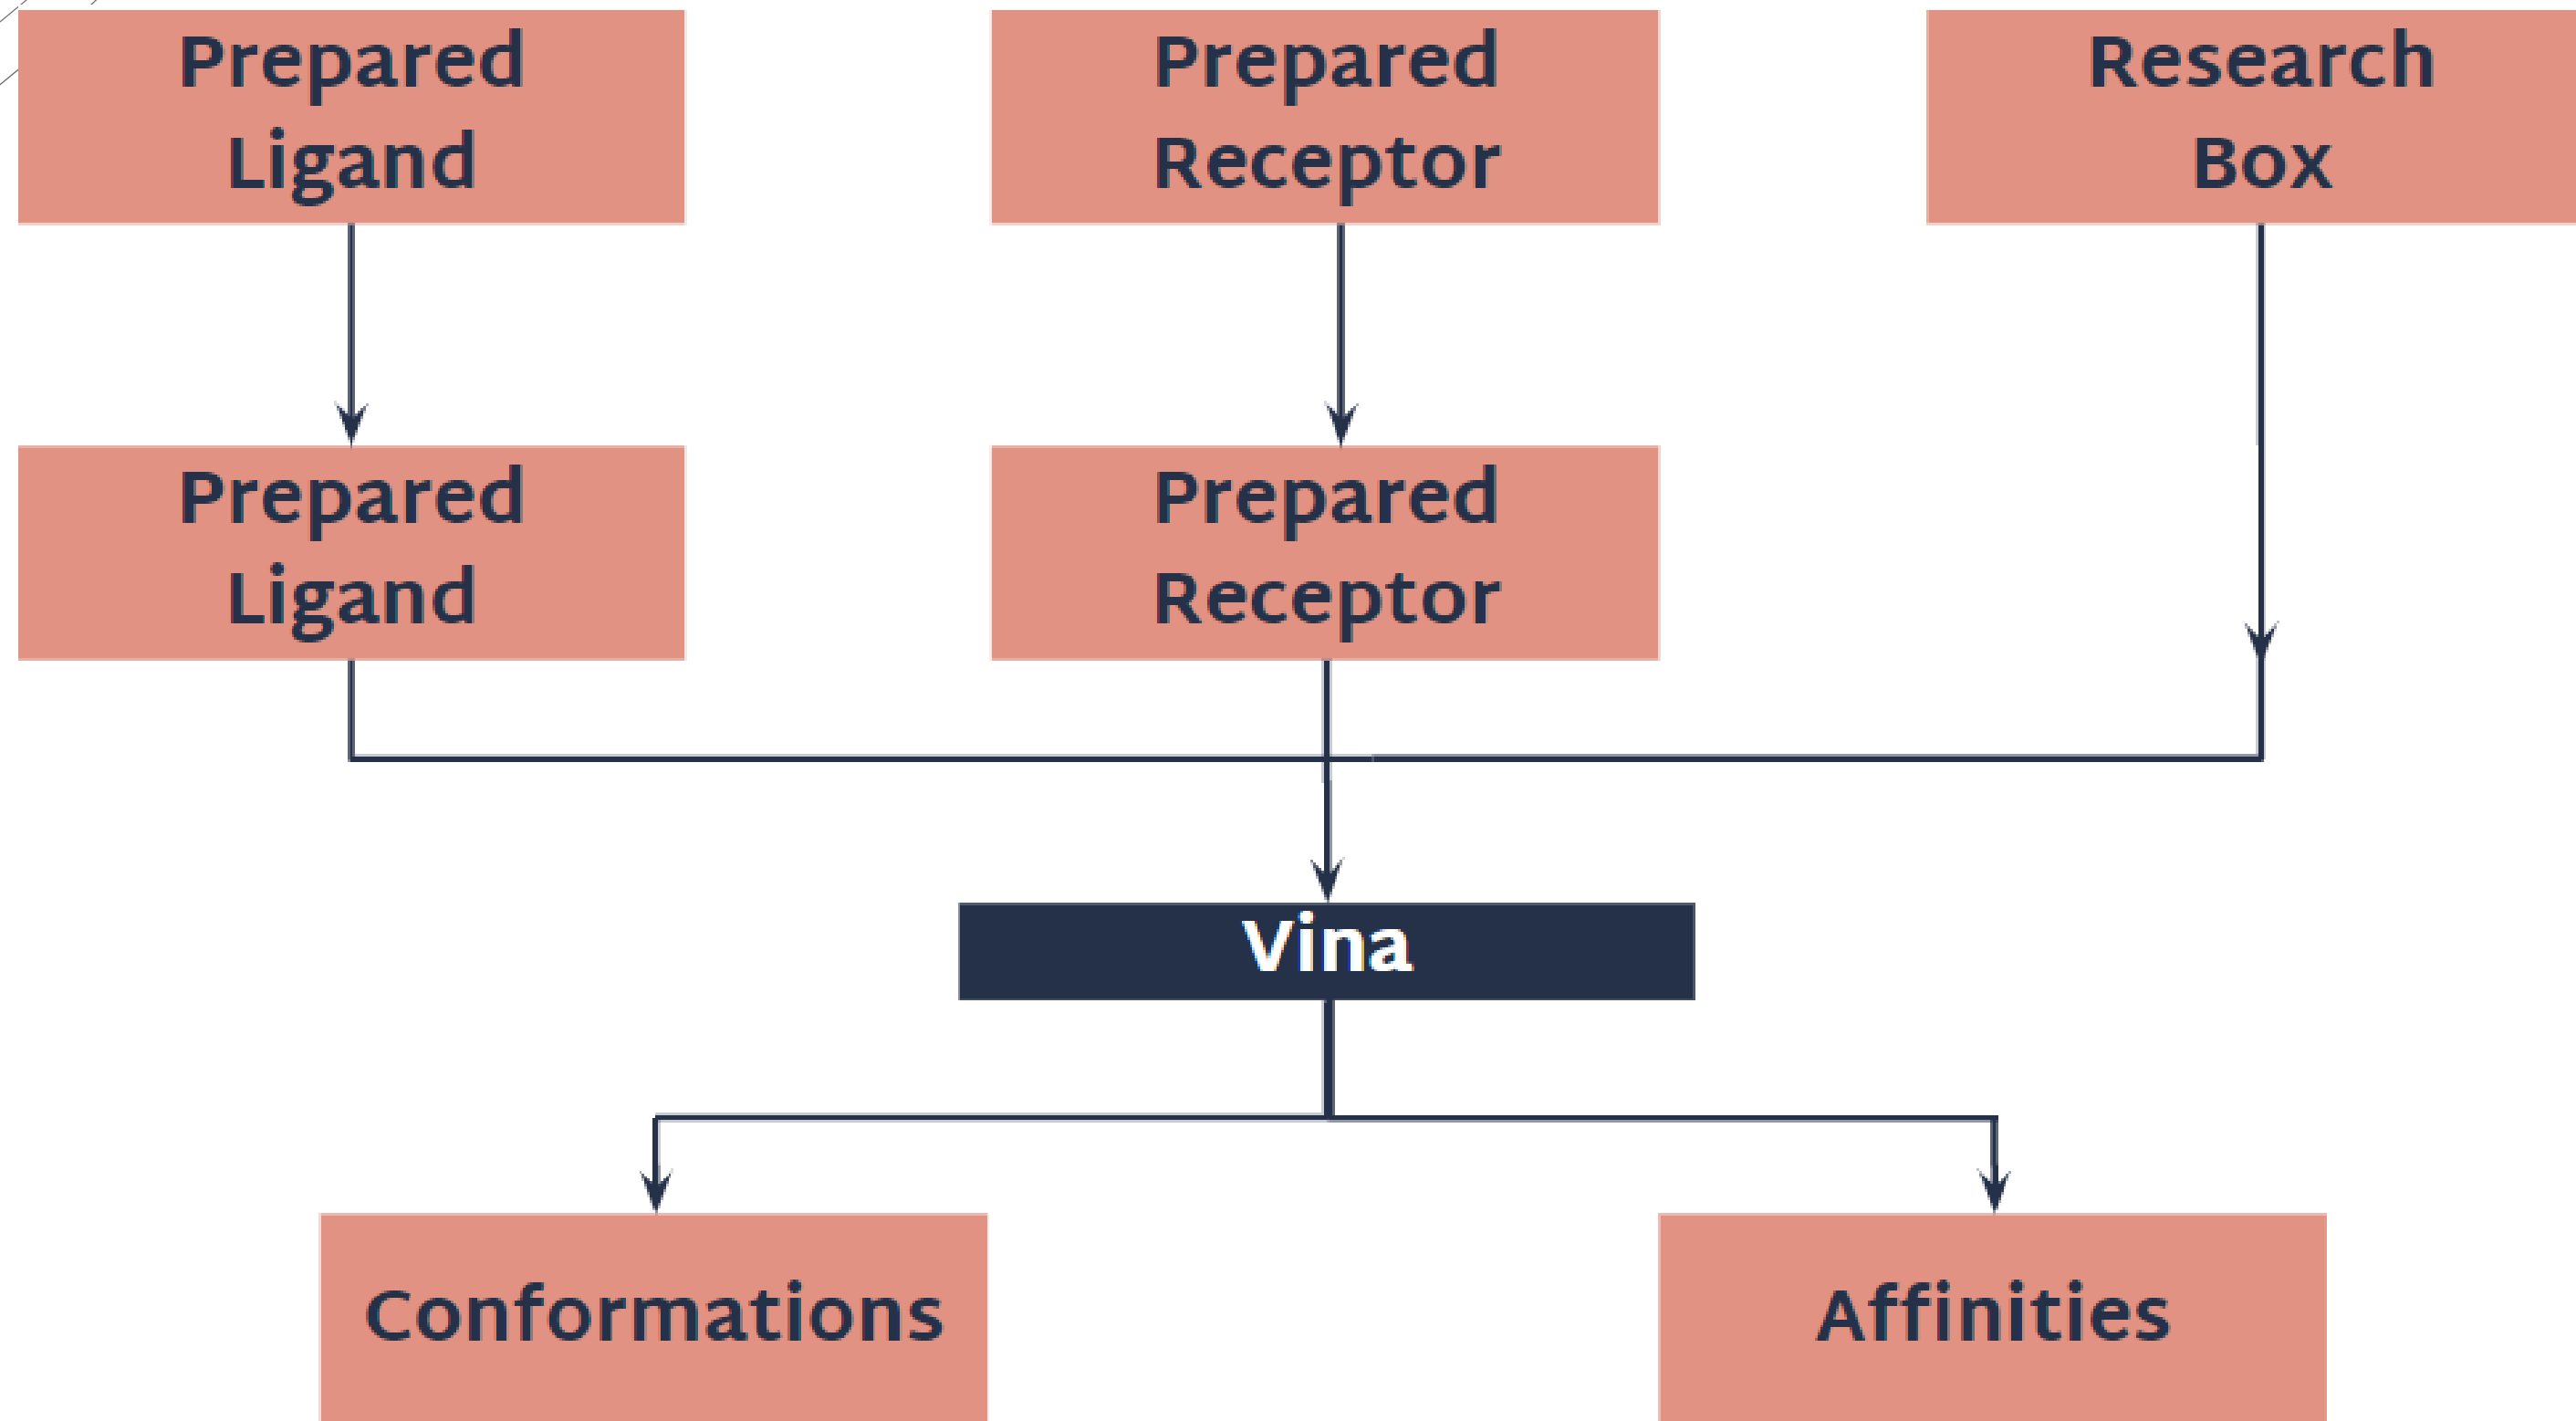 Prepared
Ligand
Prepared
Receptor
Research
Box
Prepared
Ligand
Prepared
Receptor
Vina
Conformations
Affinities